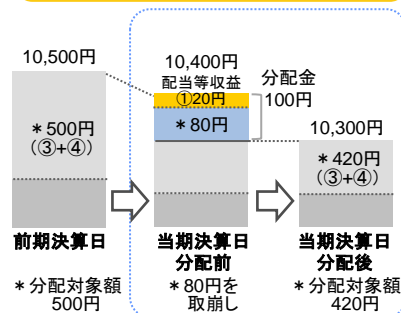 10,500円
＊500円
（③+④）
前期決算日
＊分配対象額
500円
10,400円
配当等収益
①20円
＊80円
分配金
100円
当期決算日
分配前
＊80円を
取崩し
10,300円
＊420円
（③+④）
当期決算日
分配後
＊分配対象額
420円